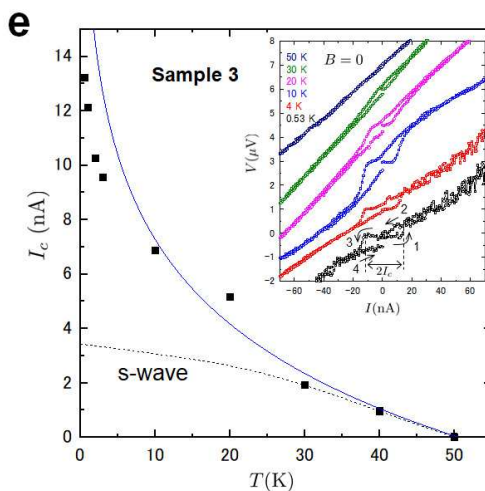 e
Sample 3
s-wave
I_c (nA)
14
12
10
8
6
4
2
0
0 10 20 30 40 50
T(K)
B = 0
50 K
30 K
20 K
10 K
4 K
0.53 K
V(μV)
8
7
6
5
4
3
2
1
0
−1
−2
2
3
1
4
2I_c
−60 −40 −20 0 20 40 60
I(nA)